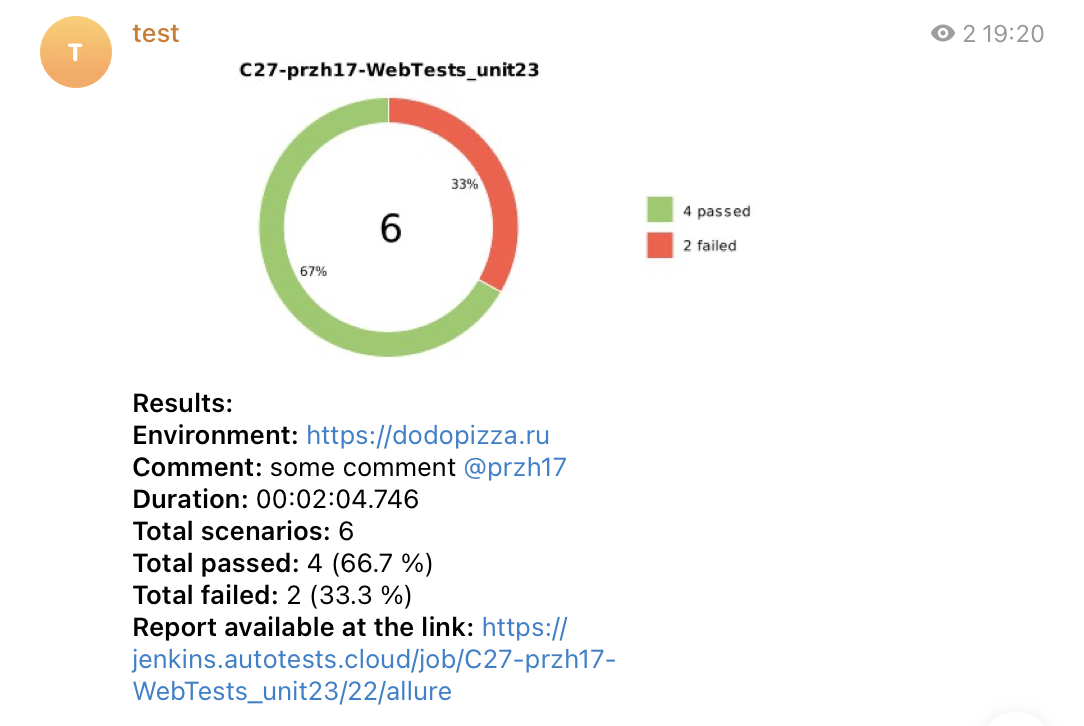 T
test
2 19:20
C27-przh17-WebTests_unit23
33%
6
67%
4 passed
2 failed
Results:
Environment: https://dodopizza.ru
Comment: some comment @przh17
Duration: 00:02:04.746
Total scenarios: 6
Total passed: 4 (66.7 %)
Total failed: 2 (33.3 %)
Report available at the link: https://
jenkins.autotests.cloud/job/C27-przh17-
WebTests_unit23/22/allure